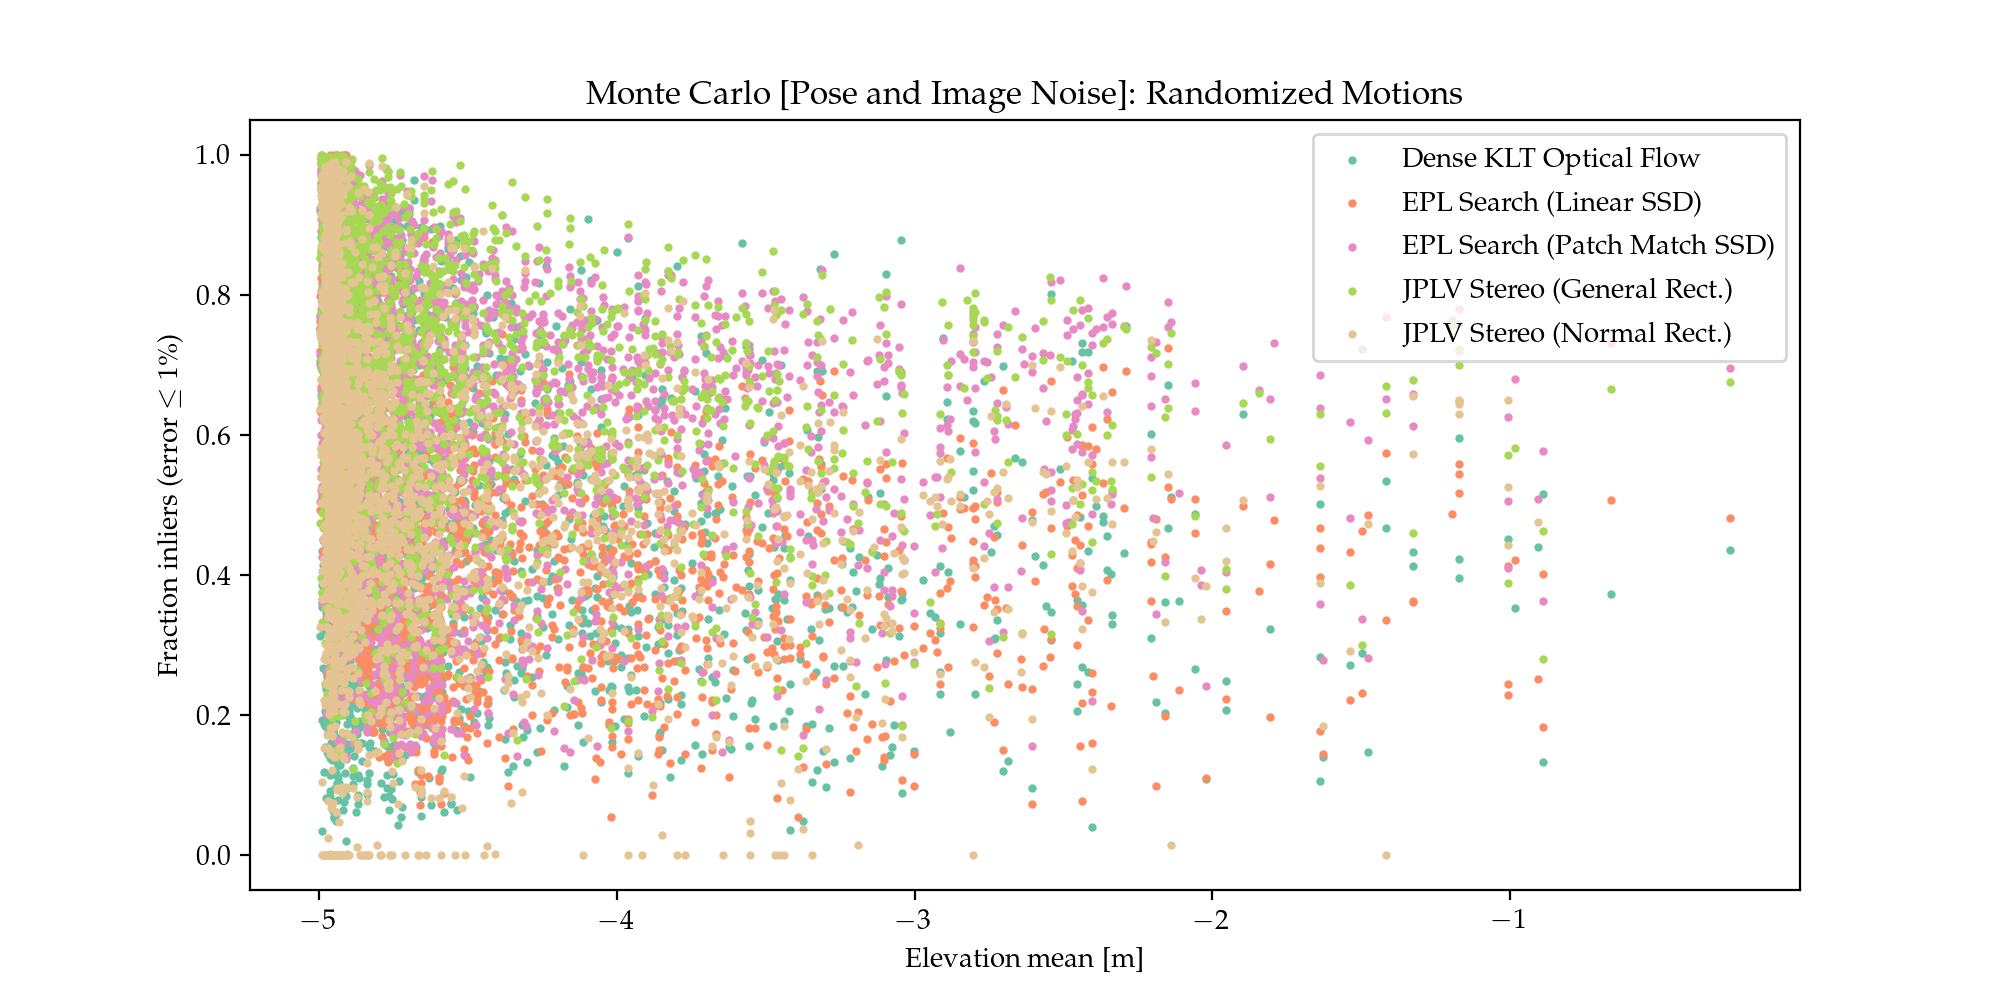 Monte Carlo [Pose and Image Noise]: Randomized Motions
Dense KLT Optical Flow
EPL Search (Linear SSD)
EPL Search (Patch Match SSD)
JPLV Stereo (General Rect.)
JPLV Stereo (Normal Rect.)
Fraction inliers (error ≤ 1%)
1.0
0.8
0.6
0.4
0.2
0.0
−5
−4
−3
−2
−1
Elevation mean [m]